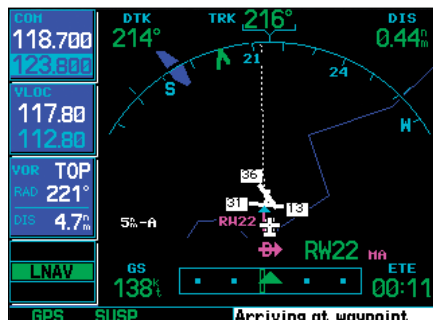 COM
118.700
123.800
VLOC
117.80
112.80
VOR TOP
RAD 221°
DIS 4.7nm
LNAV
GPS SUSP
DTK
214°
TRK 216°
DIS
0.44nm
21
24
S
W
36
31
13
RW22
5nm-A
D
RW22 MA
GS
138kt
ETE
00:11
Arriving at waypoint